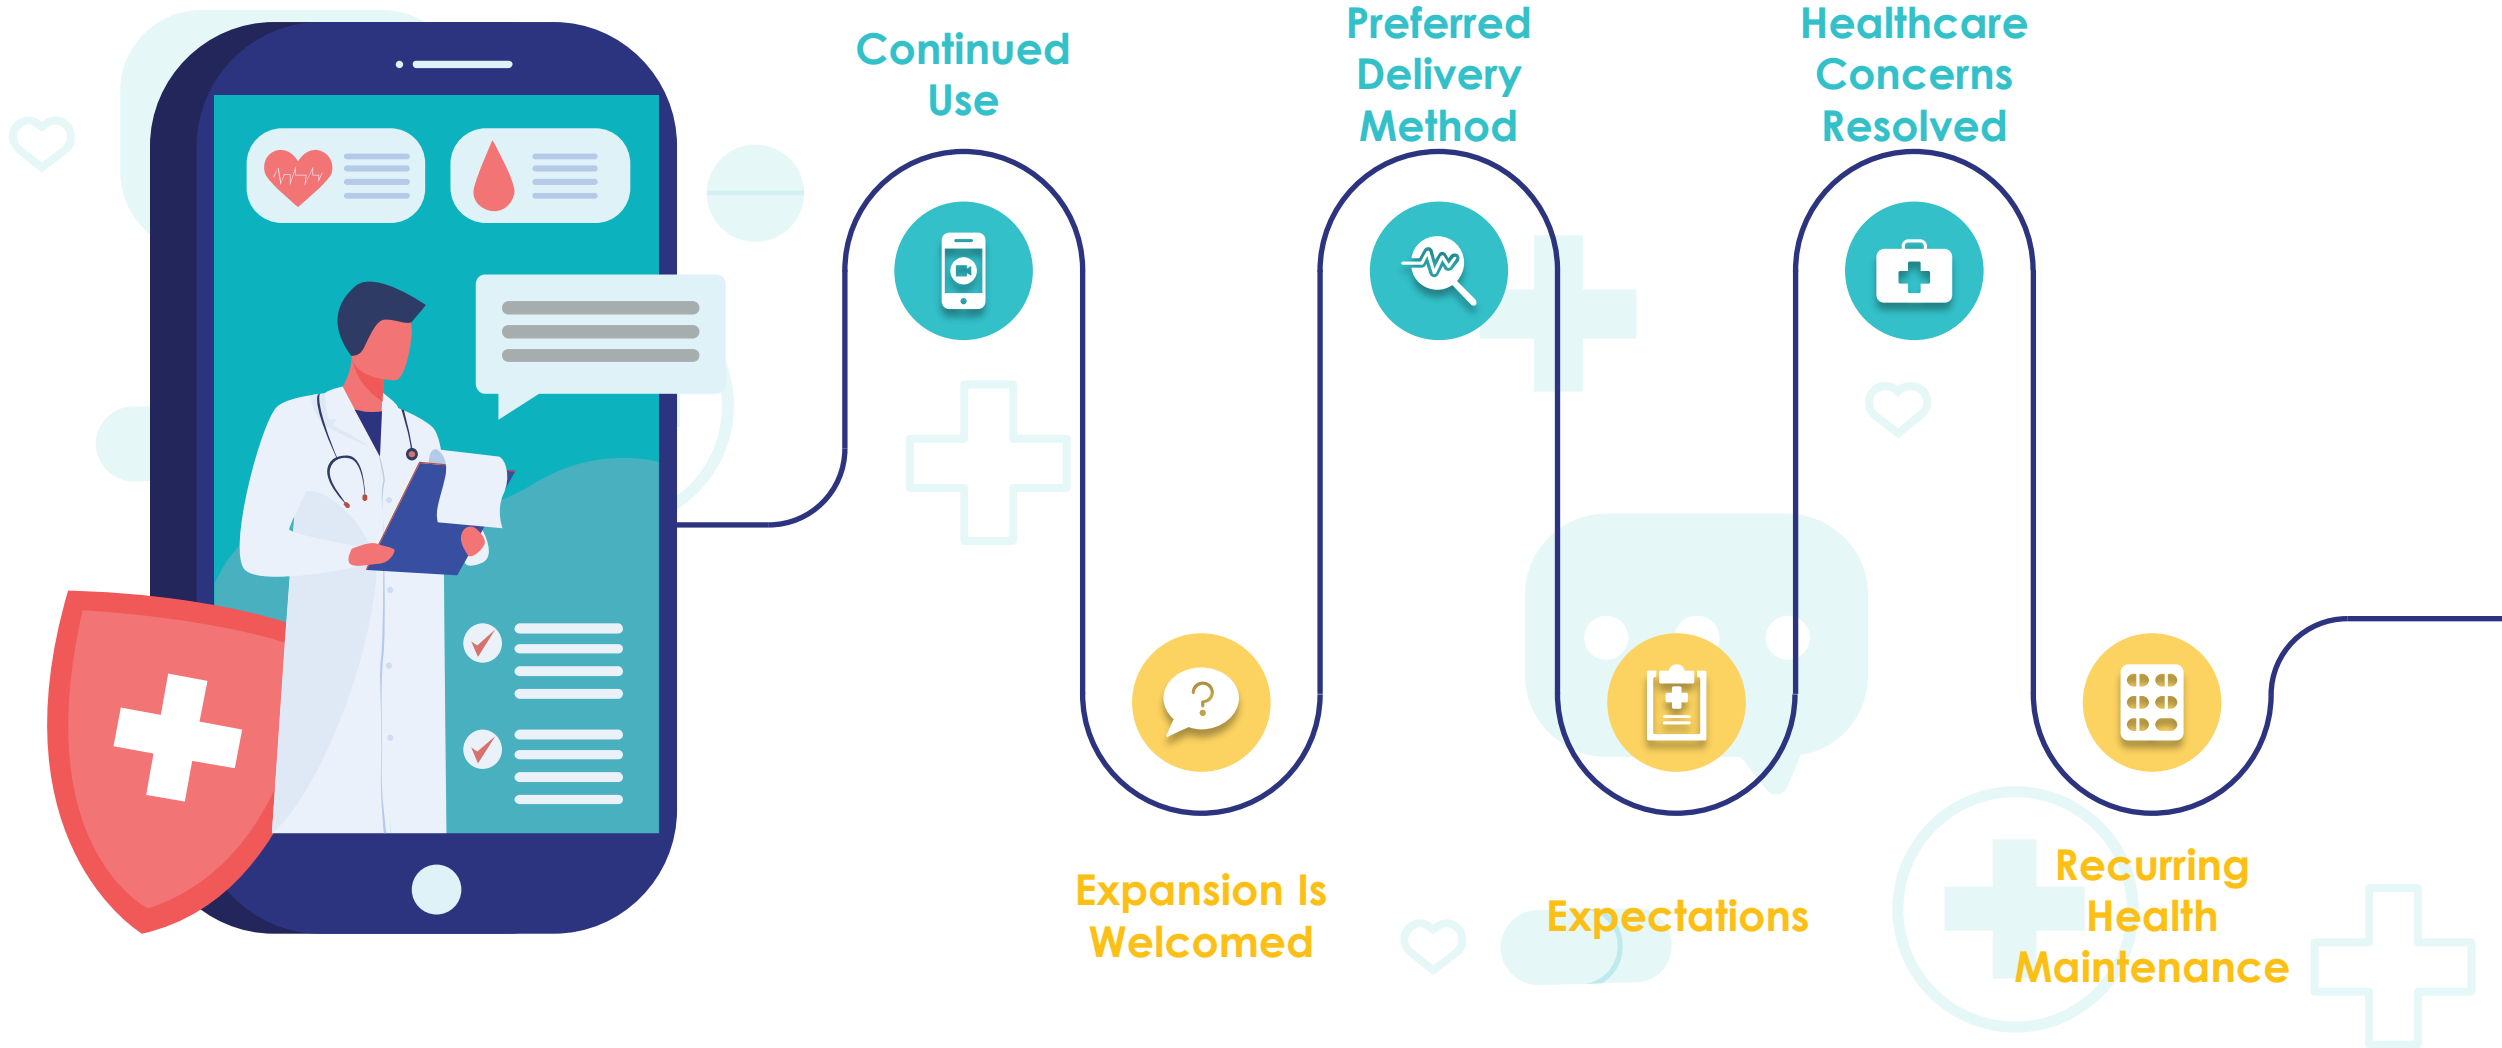 Continued
Use
Expansion Is
Welcomed
Preferred
Delivery
Method
Expectations
Healthcare
Concerns
Resolved
Recurring
Health
Maintenance